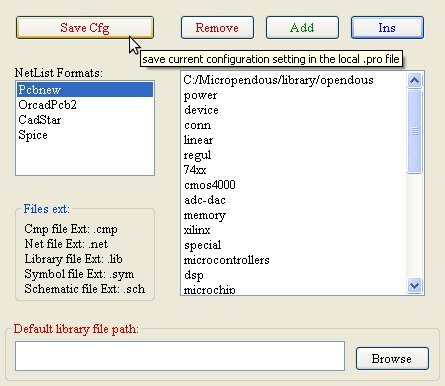 Save Cfg
Remove
Add
Ins
save current configuration setting in the local .pro file
NetList Formats:
Pcbnew
OrcadPcb2
CadStar
Spice
C:/Micropendous/library/opendous
power
device
conn
linear
regul
74xx
cmos4000
adc-dac
memory
xilinx
special
microcontrollers
dsp
microchip
Files ext:
Cmp file Ext: .cmp
Net file Ext: .net
Library file Ext: .lib
Symbol file Ext: .sym
Schematic file Ext: .sch
Default library file path:
Browse